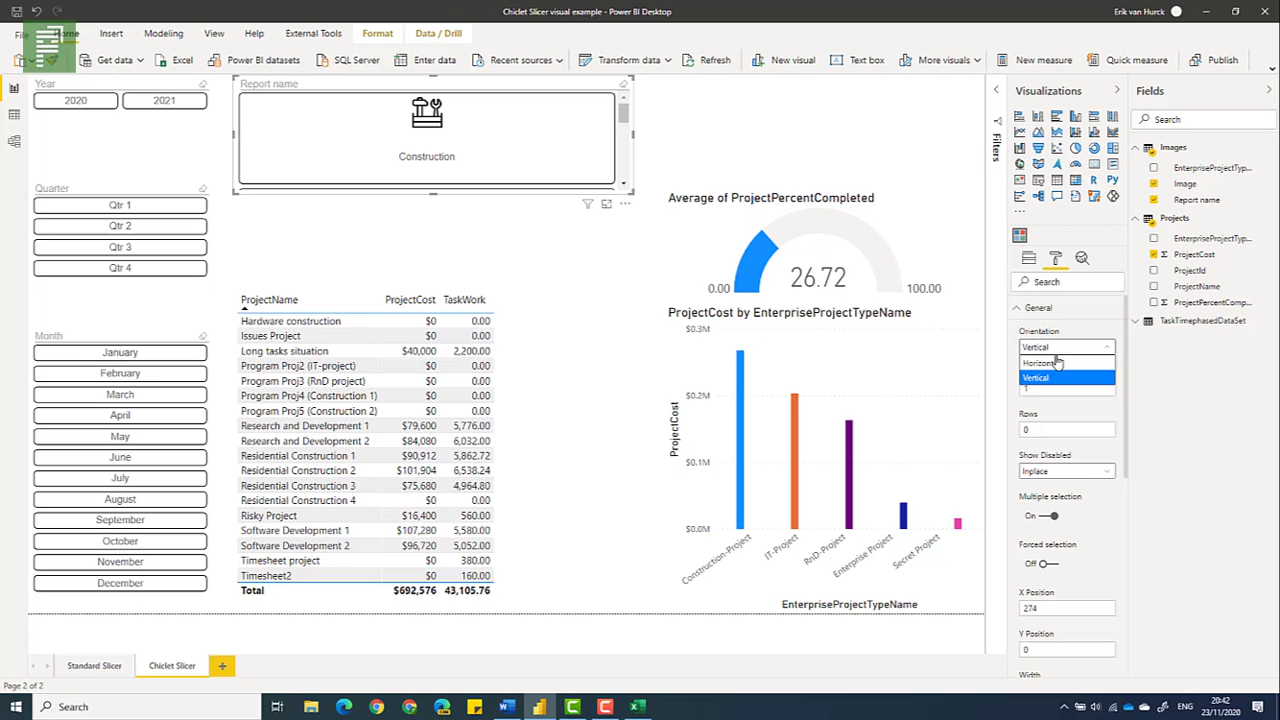 Chiclet Slicer visual example - Power BI Desktop
Erik van Hurck
File Home Insert Modeling View Help External Tools Format Data / Drill
Get data Excel Power BI datasets SQL Server Enter data Recent sources Transform data Refresh New visual Text box More visuals New measure Quick measure Publish
Year
2020 2021
Quarter
Qtr 1
Qtr 2
Qtr 3
Qtr 4
Month
January
February
March
April
May
June
July
August
September
October
November
December
Report name
Construction
ProjectName ProjectCost TaskWork
Hardware construction $0 0.00
Issues Project $0 0.00
Long tasks situation $40,000 2,200.00
Program Proj2 (IT-project) $0 0.00
Program Proj3 (RnD-project) $0 0.00
Program Proj4 (Construction 1) $0 0.00
Program Proj5 (Construction 2) $0 0.00
Research and Development 1 $79,600 5,776.00
Research and Development 2 $84,080 6,032.00
Residential Construction 1 $90,912 5,862.72
Residential Construction 2 $101,904 6,538.24
Residential Construction 3 $75,680 4,964.80
Residential Construction 4 $0 0.00
Risky Project $16,400 560.00
Software Development 1 $107,280 5,580.00
Software Development 2 $96,720 5,052.00
Timesheet project $0 380.00
Timesheet2 $0 160.00
Total $692,576 43,105.76
Average of ProjectPercentCompleted
26.72
0.00 100.00
ProjectCost by EnterpriseProjectTypeName
$0.3M
$0.2M
$0.1M
$0.0M
ProjectCost
Construction-Project IT-Project RnD-Project Enterprise Project Secret Project
EnterpriseProjectTypeName
Filters
Visualizations
R Py
Search
General
Orientation
Vertical
Vertical
1
Rows
0
Show Disabled
Inplace
Multiple selection
On
Forced selection
Off
X Position
274
Y Position
0
Width
Fields
Search
Images
EnterpriseProjectTyp...
Image
Report name
Projects
EnterpriseProjectTyp...
Σ ProjectCost
ProjectId
ProjectName
Σ ProjectPercentComp...
TaskTimephasedDataSet
Standard Slicer Chiclet Slicer +
Page 2 of 2
Search
20:42
23/11/2020